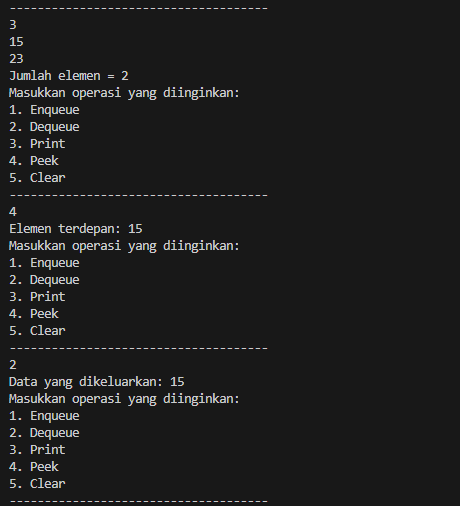 -------------------------------------
3
15
23
Jumlah elemen = 2
Masukkan operasi yang diinginkan:
1. Enqueue
2. Dequeue
3. Print
4. Peek
5. Clear
-------------------------------------
4
Elemen terdepan: 15
Masukkan operasi yang diinginkan:
1. Enqueue
2. Dequeue
3. Print
4. Peek
5. Clear
-------------------------------------
2
Data yang dikeluarkan: 15
Masukkan operasi yang diinginkan:
1. Enqueue
2. Dequeue
3. Print
4. Peek
5. Clear
-------------------------------------